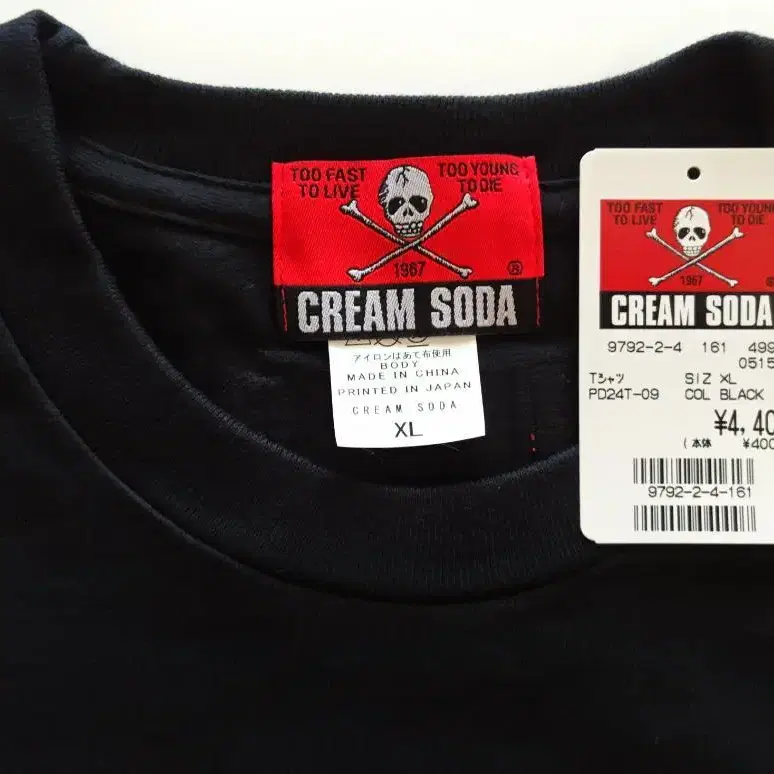 TOO FAST TO LIVE
TOO YOUNG TO DIE
1967
®
CREAM SODA
アイロンはあて布使用
BODY
MADE IN CHINA
PRINTED IN JAPAN
CREAM SODA
XL
TOO FAST TO LIVE
TOO YOUNG TO DIE
1967
CREAM SODA
9792-2-4 161 499
0515
Tシャツ SIZ XL
PD24T-09 COL BLACK
¥4,40
(本体 ¥400
9792-2-4-161